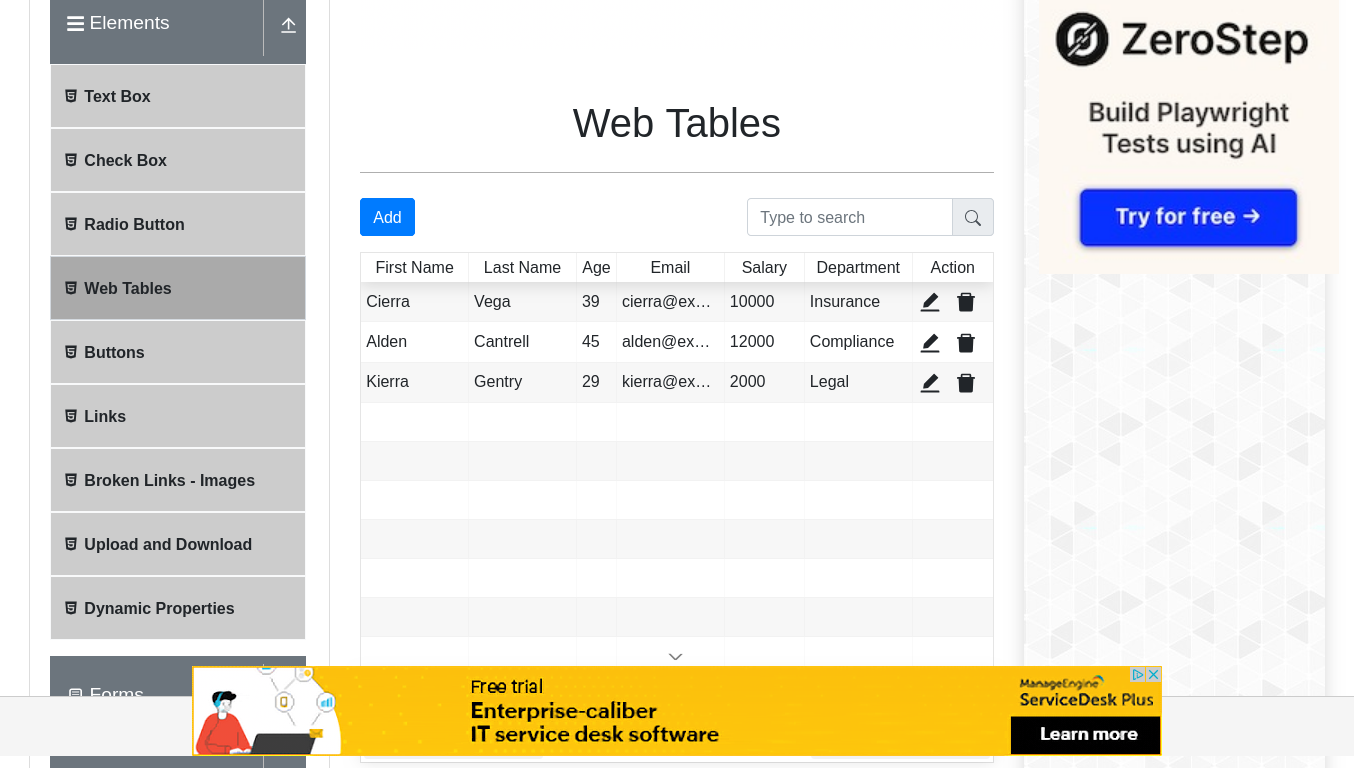 Elements
Text Box
Check Box
Radio Button
Web Tables
Buttons
Links
Broken Links - Images
Upload and Download
Dynamic Properties
Forms
Web Tables
Add
Type to search
First Name Last Name Age Email Salary Department Action
Cierra Vega 39 cierra@ex… 10000 Insurance
Alden Cantrell 45 alden@ex… 12000 Compliance
Kierra Gentry 29 kierra@ex… 2000 Legal
ZeroStep
Build Playwright
Tests using AI
Try for free →
Free trial
Enterprise-caliber
IT service desk software
ManageEngine
ServiceDesk Plus
Learn more